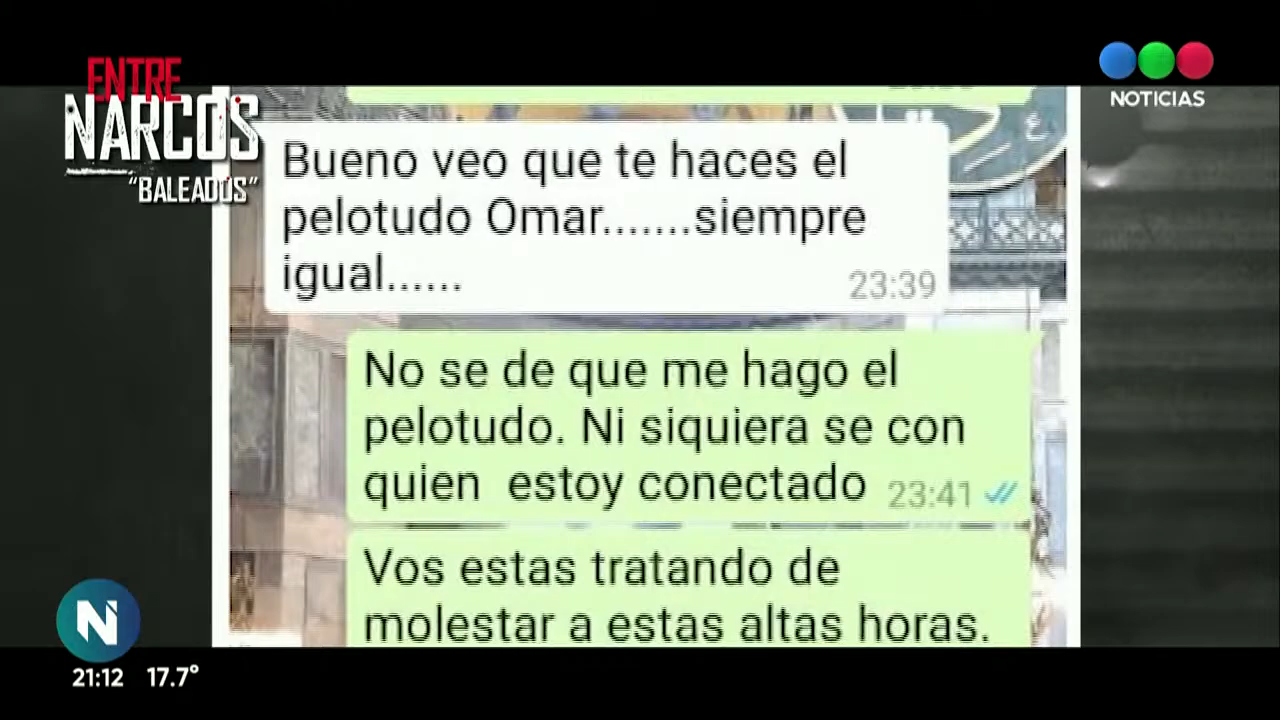 ENTRE
NARCOS
"BALEADOS"
NOTICIAS
Bueno veo que te haces el
pelotudo Omar.......siempre
igual......
23:39
No se de que me hago el
pelotudo. Ni siquiera se con
quien estoy conectado
23:41
Vos estas tratando de
molestar a estas altas horas.
N
21:12 17.7°